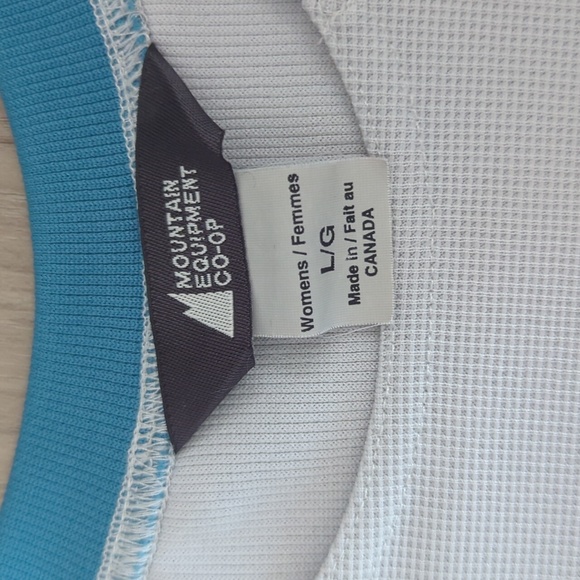 MOUNTAIN
EQUIPMENT
CO-OP
Womens / Femmes
L/G
Made in / Fait au
CANADA